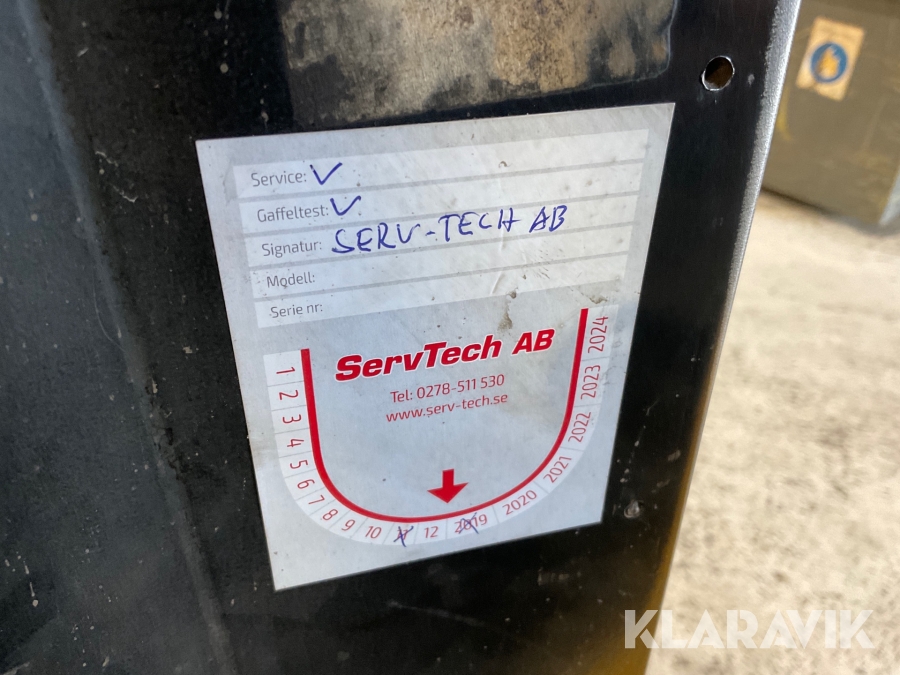 Service: V
Gaffeltest: V
Signatur: SERV-TECH AB
Modell:
Serie nr:
ServTech AB
Tel: 0278-511 530
www.serv-tech.se
1
2
3
4
5
6
7
8
9
10
12
2019
2020
2021
2022
2023
2024
KLARAVIK